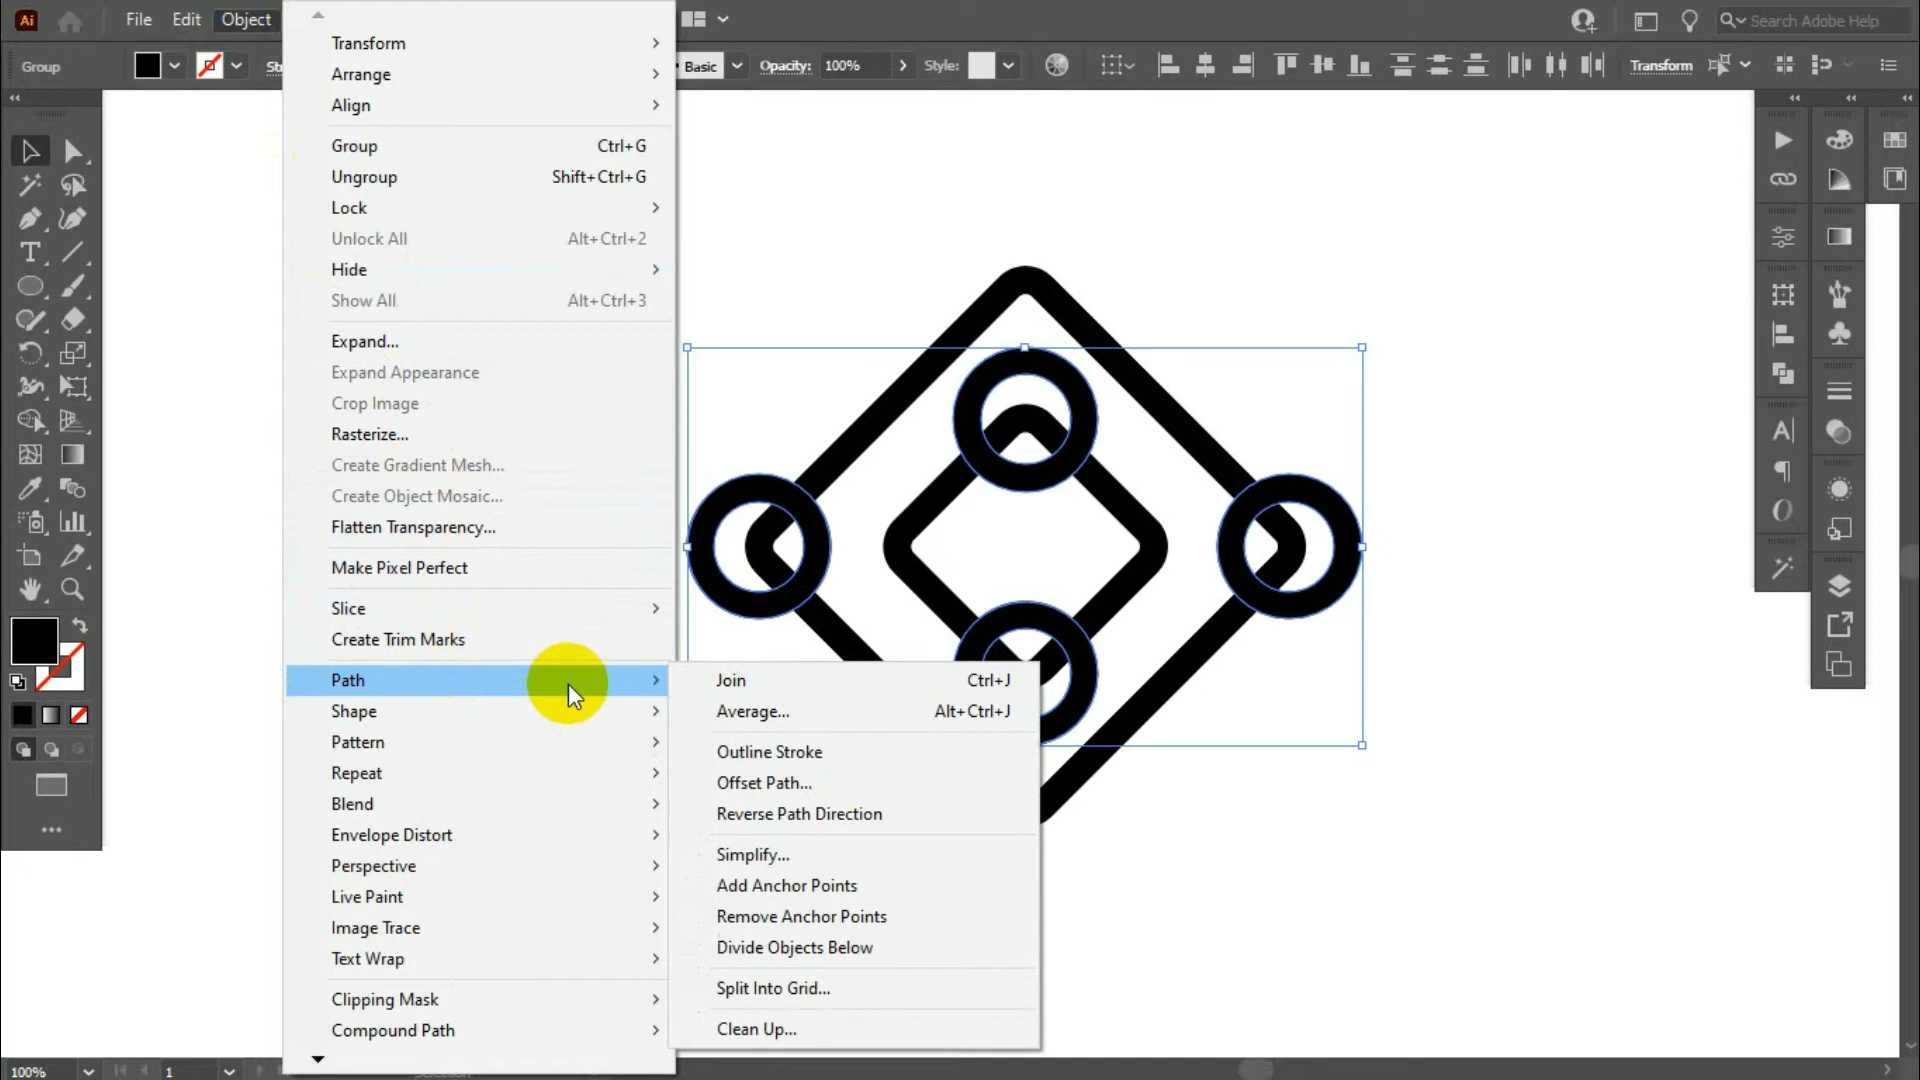 Ai File Edit Object Search Adobe Help
Group Basic Opacity: 100% Style: Transform
Transform
Arrange
Align
Group Ctrl+G
Ungroup Shift+Ctrl+G
Lock
Unlock All Alt+Ctrl+2
Hide
Show All Alt+Ctrl+3
Expand...
Expand Appearance
Crop Image
Rasterize...
Create Gradient Mesh...
Create Object Mosaic...
Flatten Transparency...
Make Pixel Perfect
Slice
Create Trim Marks
Path
Shape
Pattern
Repeat
Blend
Envelope Distort
Perspective
Live Paint
Image Trace
Text Wrap
Clipping Mask
Compound Path
Join Ctrl+J
Average... Alt+Ctrl+J
Outline Stroke
Offset Path...
Reverse Path Direction
Simplify...
Add Anchor Points
Remove Anchor Points
Divide Objects Below
Split Into Grid...
Clean Up...
100% 1